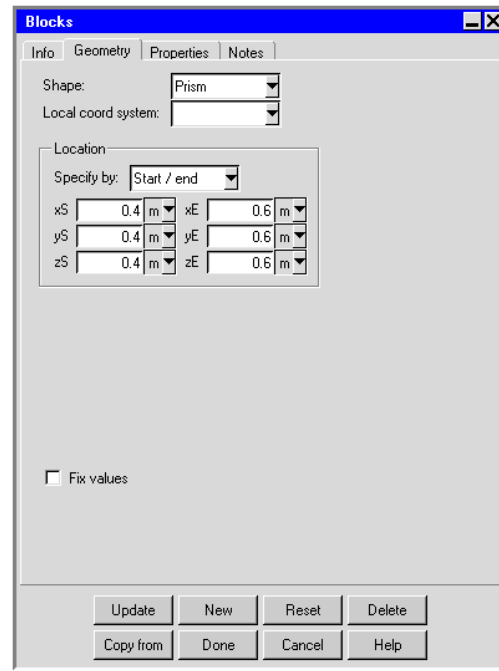 Blocks
Info Geometry Properties Notes
Shape: Prism
Local coord system:
Location
Specify by: Start / end
xS 0.4 m xE 0.6 m
yS 0.4 m yE 0.6 m
zS 0.4 m zE 0.6 m
Fix values
Update New Reset Delete
Copy from Done Cancel Help